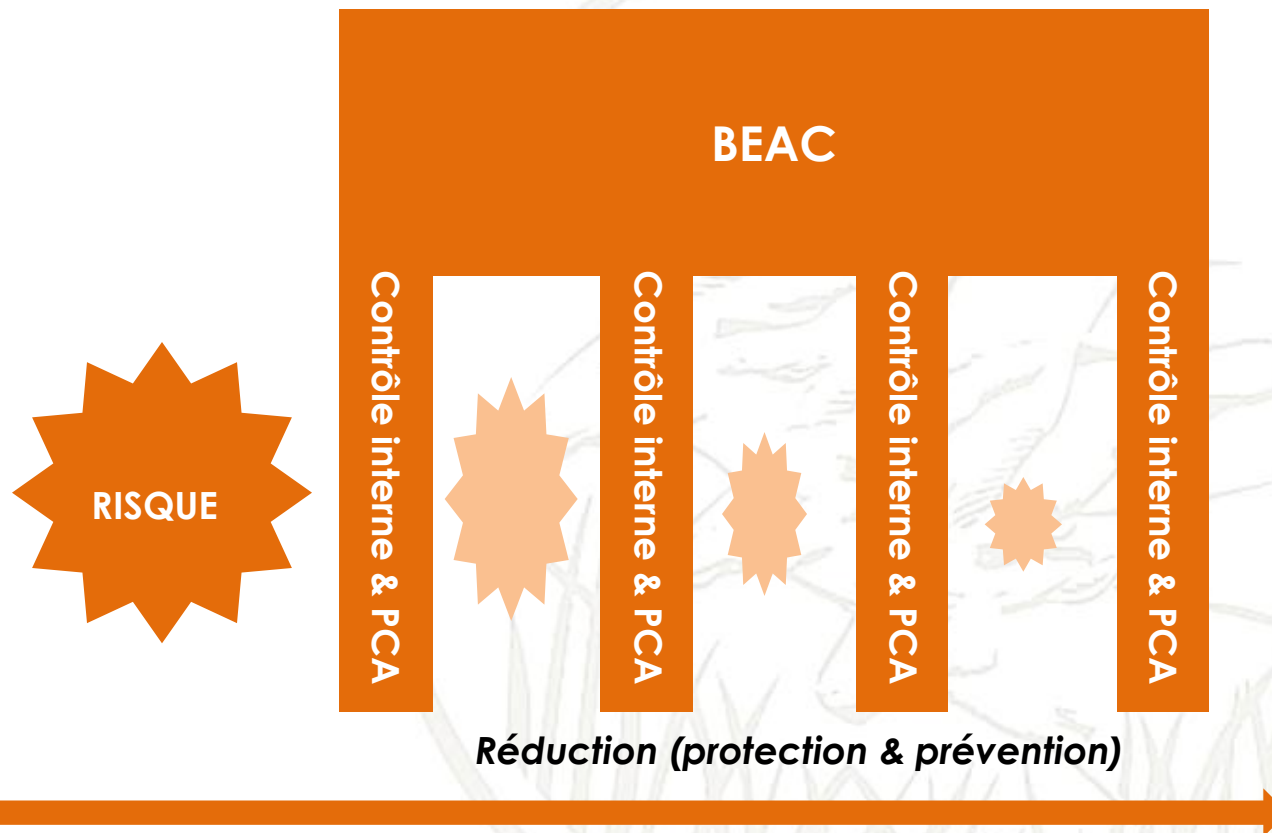 BEAC
RISQUE
Contrôle interne & PCA
Contrôle interne & PCA
Contrôle interne & PCA
Contrôle interne & PCA
Réduction (protection & prévention)